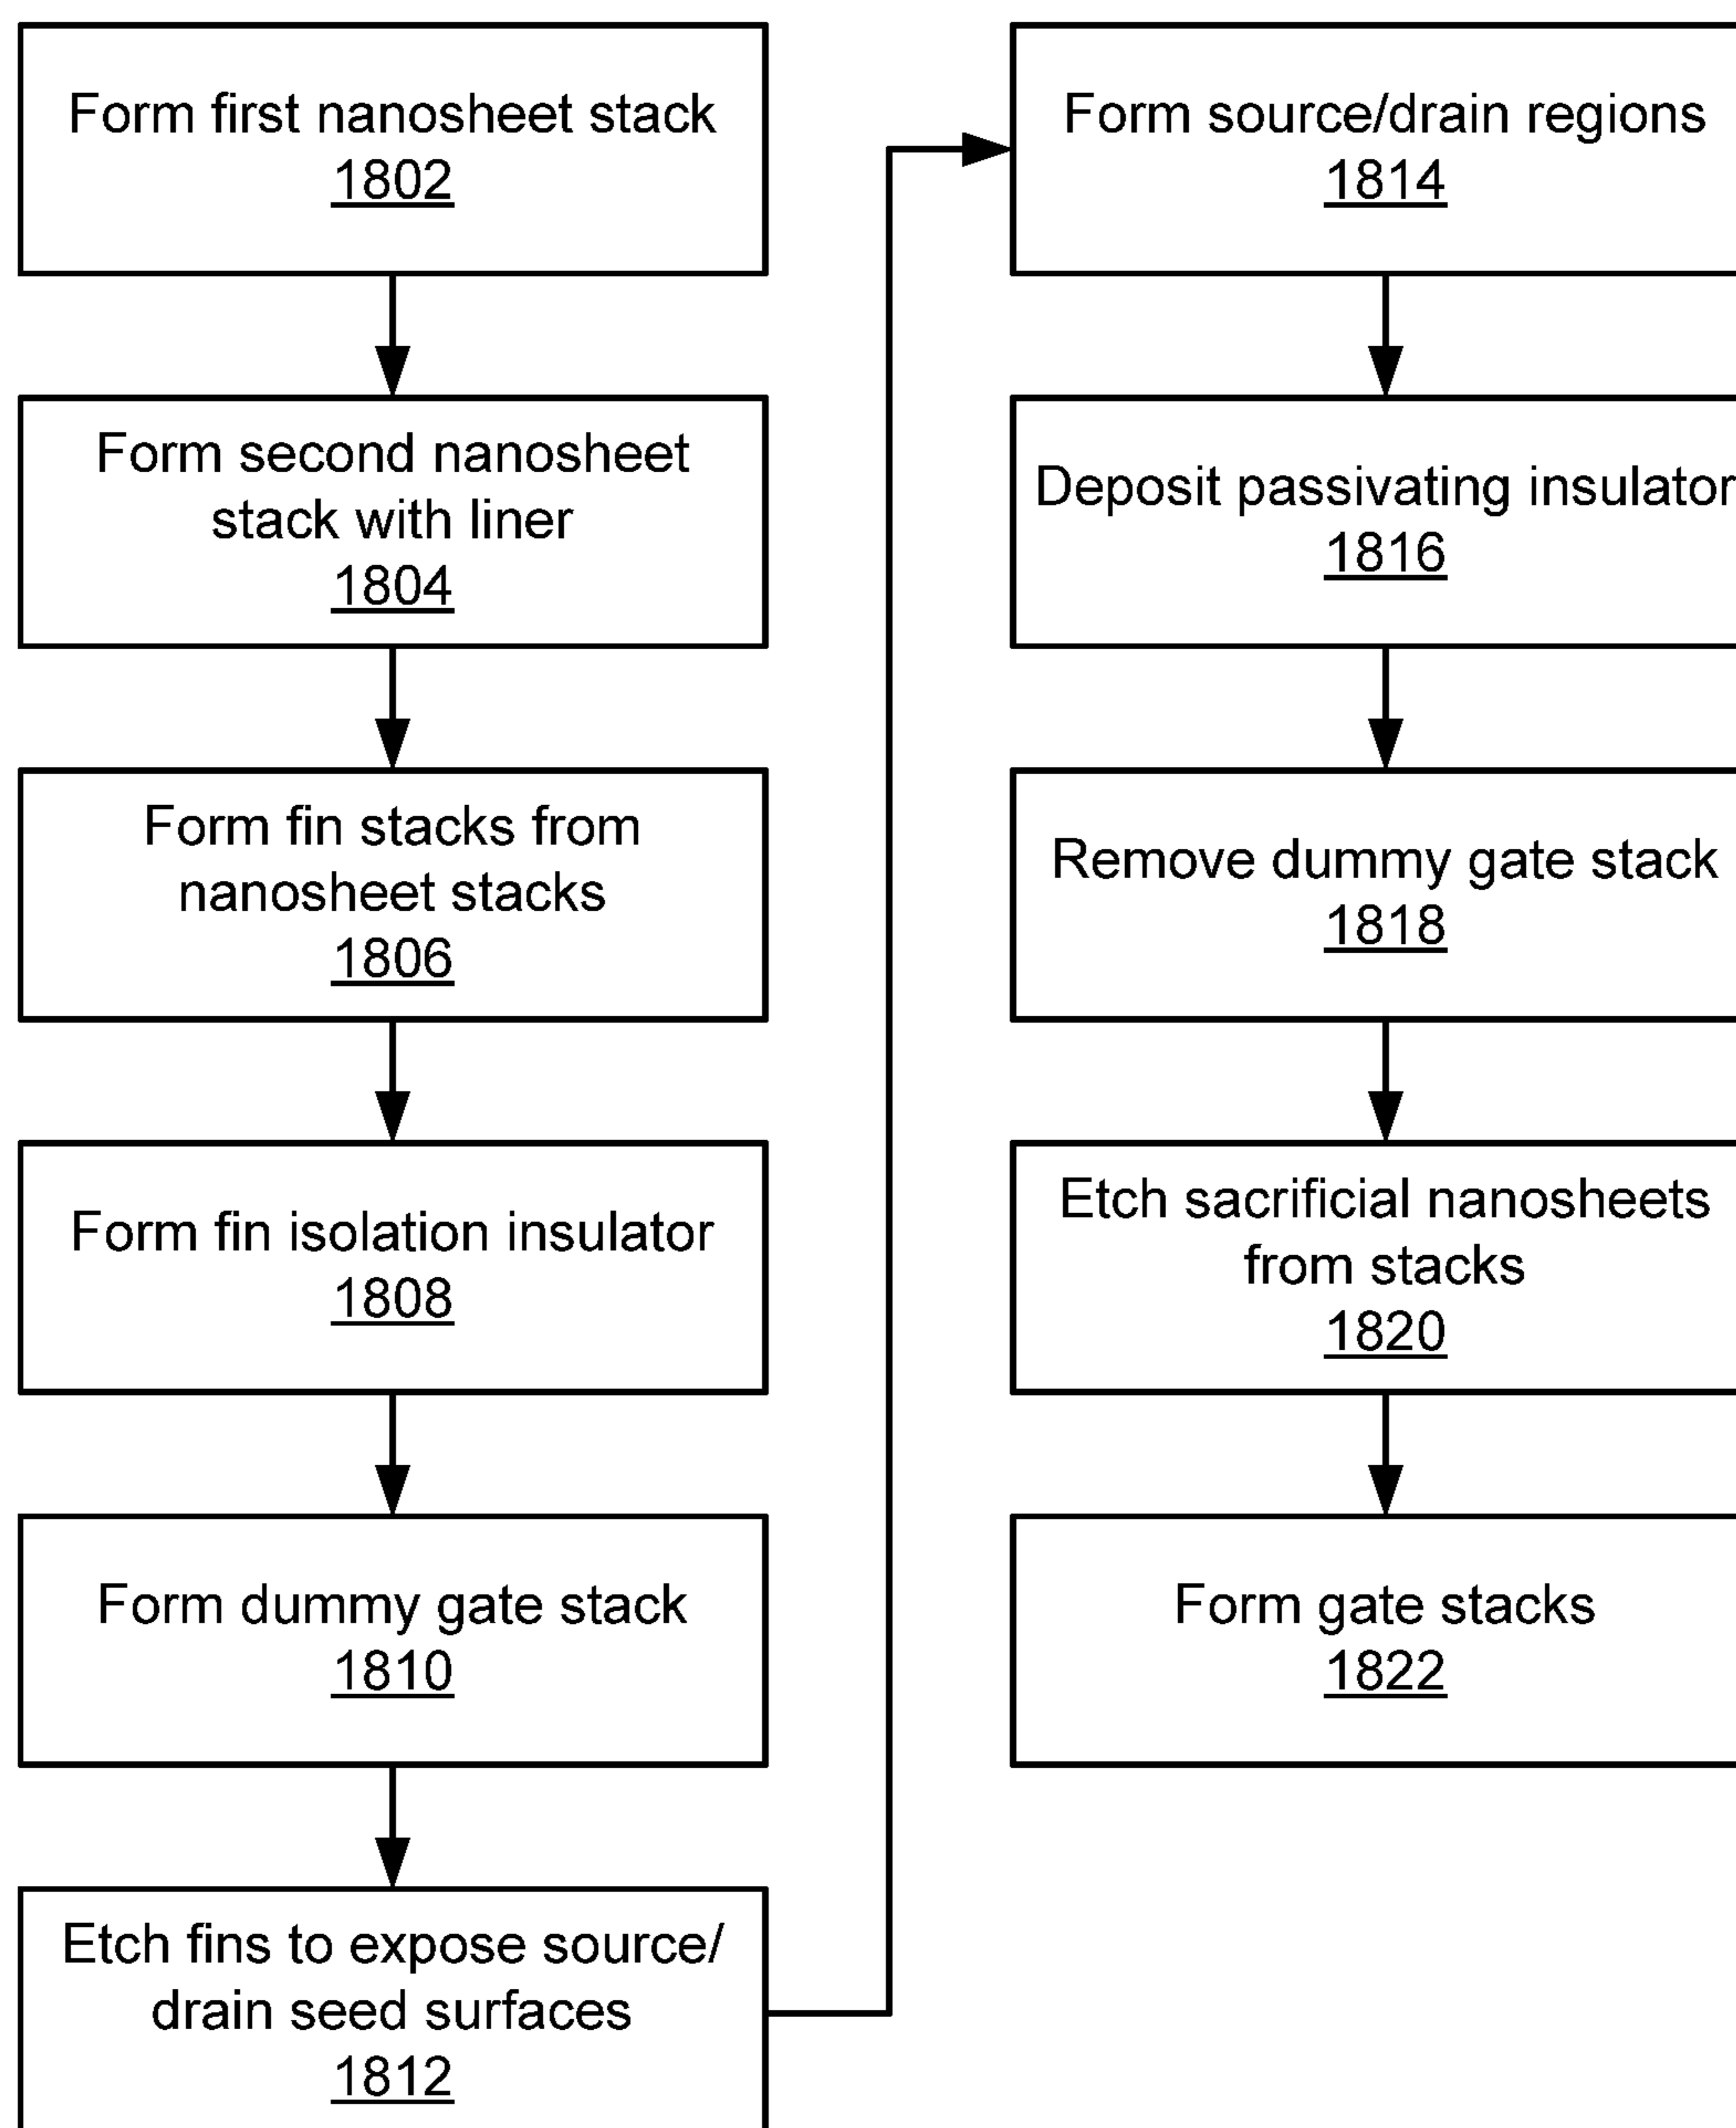 Form first nanosheet stack
1802
Form second nanosheet
stack with liner
1804
Form fin stacks from
nanosheet stacks
1806
Form fin isolation insulator
1808
Form dummy gate stack
1810
Etch fins to expose source/
drain seed surfaces
1812
Form source/drain regions
1814
Deposit passivating insulator
1816
Remove dummy gate stack
1818
Etch sacrificial nanosheets
from stacks
1820
Form gate stacks
1822